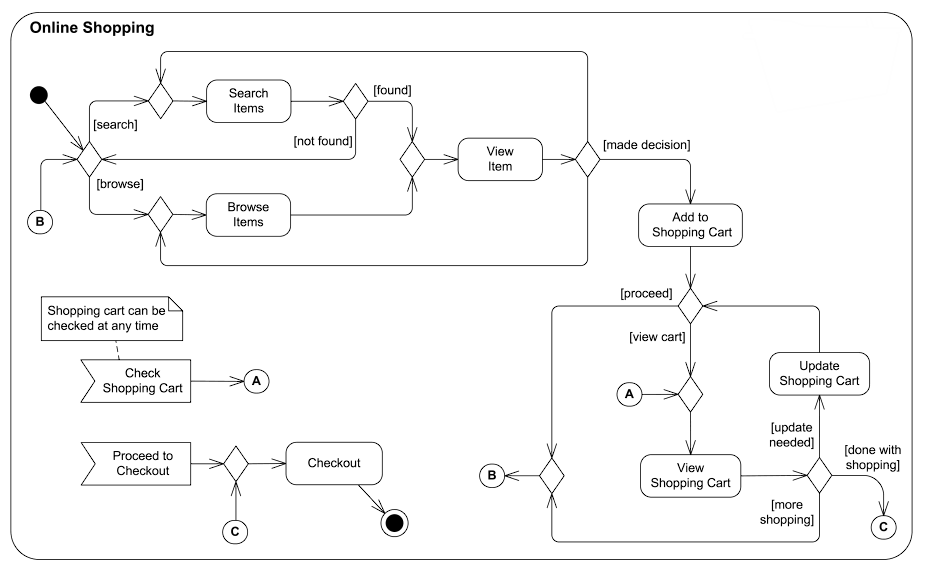 Online Shopping
[search]
Search
Items
[found]
[not found]
[browse]
Browse
Items
View
Item
[made decision]
B
Add to
Shopping Cart
[proceed]
[view cart]
Shopping cart can be
checked at any time
Check
Shopping Cart
A
A
Update
Shopping Cart
[update
needed]
[done with
shopping]
Proceed to
Checkout
Checkout
B
View
Shopping Cart
[more
shopping]
C
C